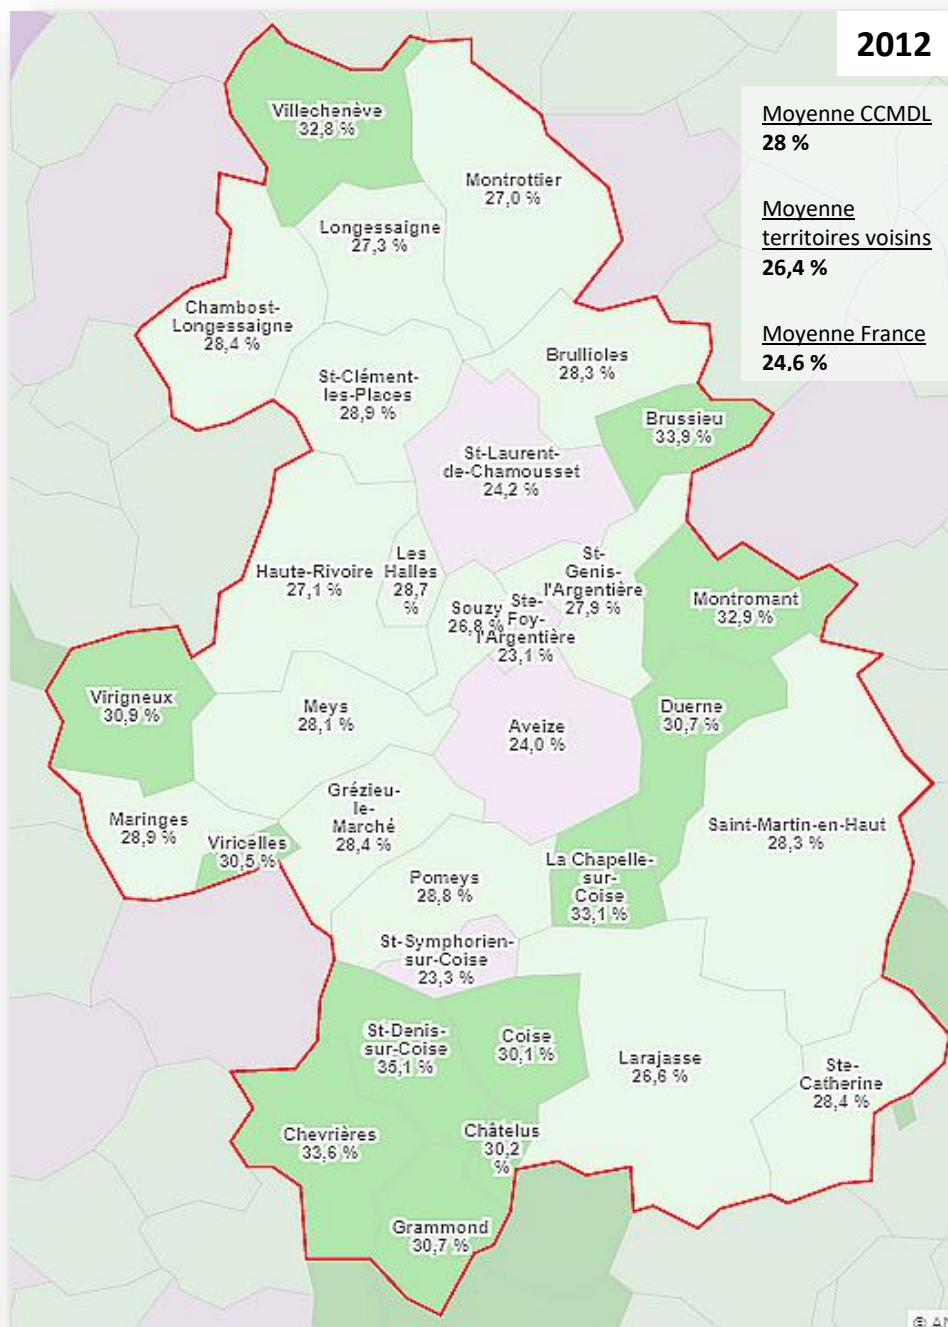 2012
Moyenne CCMDL
28 %
Moyenne
territoires voisins
26,4 %
Moyenne France
24,6 %
Villechenève
32,8 %
Montrottier
27,0 %
Longessaigne
27,3 %
Chambost-
Longessaigne
28,4 %
Brullioles
28,3 %
St-Clément-
les-Places
28,9 %
Brussieu
33,9 %
St-Laurent-
de-Chamousset
24,2 %
Haute-Rivoire
27,1 %
Les
Halles
28,7
%
St-
Genis-
l'Argentière
27,9 %
Souzy
26,8 %
Ste-
Foy-
l'Argentière
23,1 %
Montromant
32,9 %
Virigneux
30,9 %
Meys
28,1 %
Aveize
24,0 %
Duerne
30,7 %
Grézieu-
le-
Marché
28,4 %
Maringes
28,9 %
Viricelles
30,5 %
Saint-Martin-en-Haut
28,3 %
La Chapelle-
sur-
Coise
33,1 %
Pomeys
28,8 %
St-Symphorien-
sur-Coise
23,3 %
St-Denis-
sur-Coise
35,1 %
Coise
30,1 %
Larajasse
26,6 %
Ste-
Catherine
28,4 %
Chevrières
33,6 %
Châtelus
30,2
%
Grammond
30,7 %